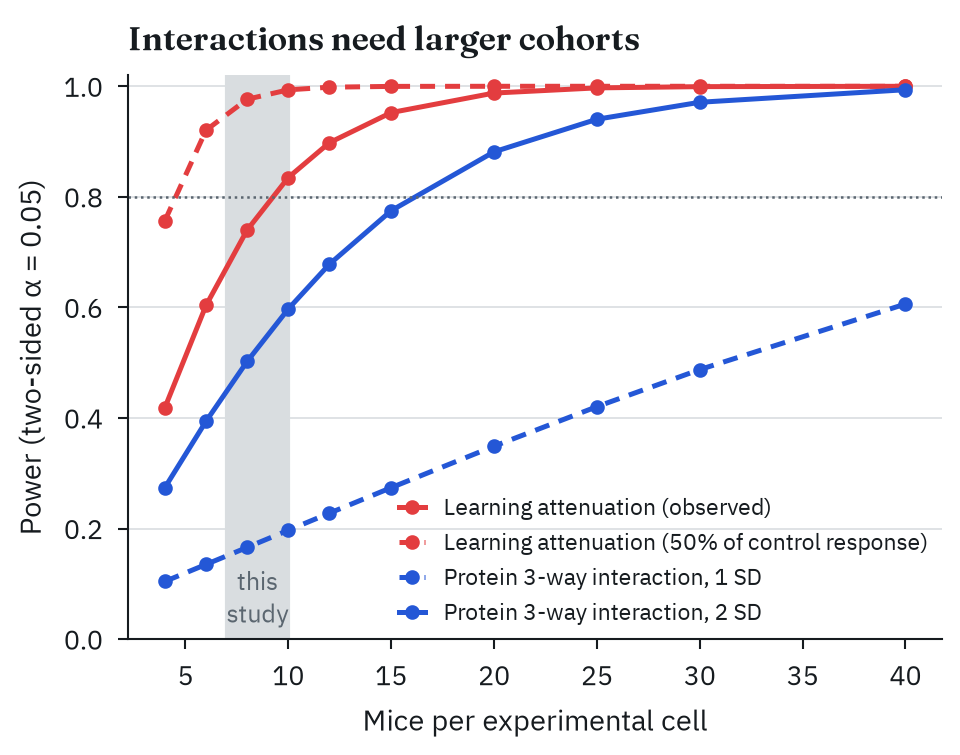 Interactions need larger cohorts
Power (two-sided α = 0.05)
1.0
0.8
0.6
0.4
0.2
0.0
this
study
Learning attenuation (observed)
Learning attenuation (50% of control response)
Protein 3-way interaction, 1 SD
Protein 3-way interaction, 2 SD
5 10 15 20 25 30 35 40
Mice per experimental cell